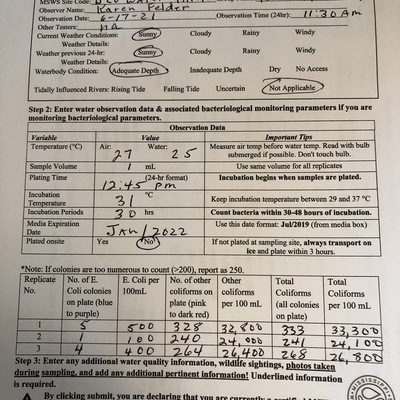 MSWS Site Code:
Observer Name: Karen Felder
Observation Date: 6-17-21 Observation Time (24hr): 11:30 Am
Other Testers: na
Current Weather Conditions: Sunny Cloudy Rainy Windy
Weather Details:
Weather previous 24-hr: Sunny Cloudy Rainy Windy
Weather Details:
Waterbody Condition: Adequate Depth Inadequate Depth Dry No Access
Tidally Influenced Rivers: Rising Tide Falling Tide Uncertain Not Applicable
Step 2: Enter water observation data & associated bacteriological monitoring parameters if you are
monitoring bacteriological parameters.
Observation Data
Variable Value Important Tips
Temperature (°C) Air: 27 Water: 25 Measure air temp before water temp. Read with bulb
submerged if possible. Don't touch bulb.
Sample Volume 1 mL Use same volume for all replicates
Plating Time (24-hr format) 12:45 pm Incubation begins when samples are plated.
Incubation Temperature 31 °C Keep incubation temperature between 29 and 37 °C
Incubation Periods 30 hrs Count bacteria within 30-48 hours of incubation.
Media Expiration Date JAN/2022 Use this date format: Jul/2019 (from media box)
Plated onsite Yes No If not plated at sampling site, always transport on
ice and plate within 3 hours.
*Note: If colonies are too numerous to count (>200), report as 250.
Replicate No. No. of E. Coli colonies on plate (blue to purple) E. Coli per 100mL No. of other coliforms on plate (pink to dark red) Other coliforms per 100 mL Total Coliforms (all colonies on plate) Total Coliforms per 100 mL
1 5 500 328 32,800 333 33,300
2 1 100 240 24,000 241 24,100
3 4 400 264 26,400 268 26,800
Step 3: Enter any additional water quality information, wildlife sightings, photos taken
during sampling, and add any additional pertinent information! Underlined information
is required.
By clicking submit, you are declaring that you are currently a
MISSISSIPPI